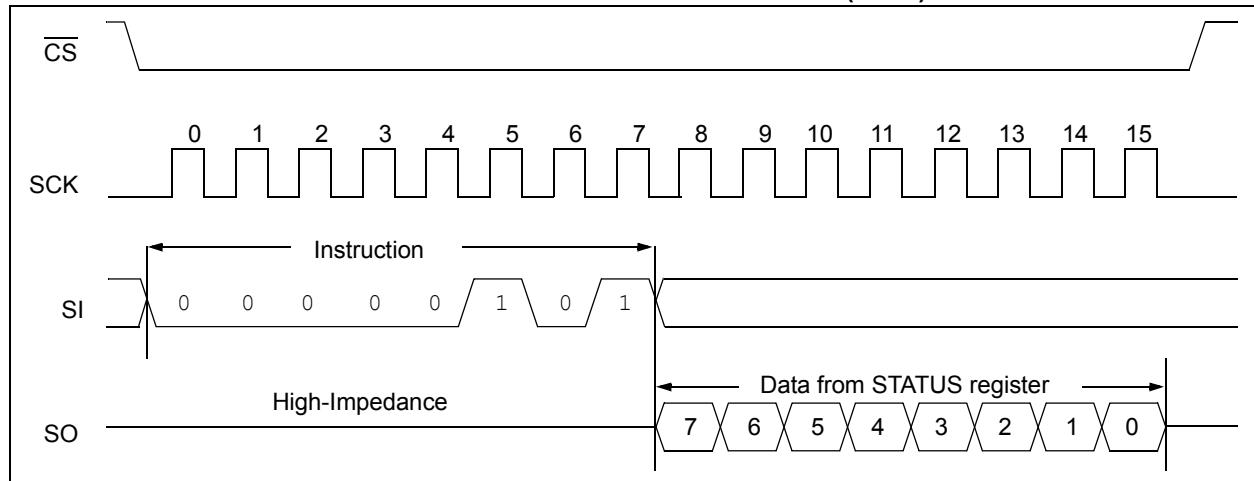 CS
0 1 2 3 4 5 6 7 8 9 10 11 12 13 14 15
SCK
Instruction
SI 0 0 0 0 0 1 0 1
Data from STATUS register
High-Impedance
SO 7 6 5 4 3 2 1 0